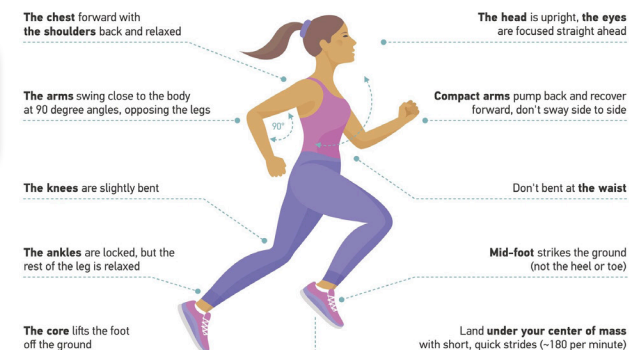 The chest forward with
the shoulders back and relaxed
The head is upright, the eyes
are focused straight ahead
The arms swing close to the body
at 90 degree angles, opposing the legs
Compact arms pump back and recover
forward, don't sway side to side
90°
The knees are slightly bent
Don't bent at the waist
The ankles are locked, but the
rest of the leg is relaxed
Mid-foot strikes the ground
(not the heel or toe)
The core lifts the foot
off the ground
Land under your center of mass
with short, quick strides (~180 per minute)